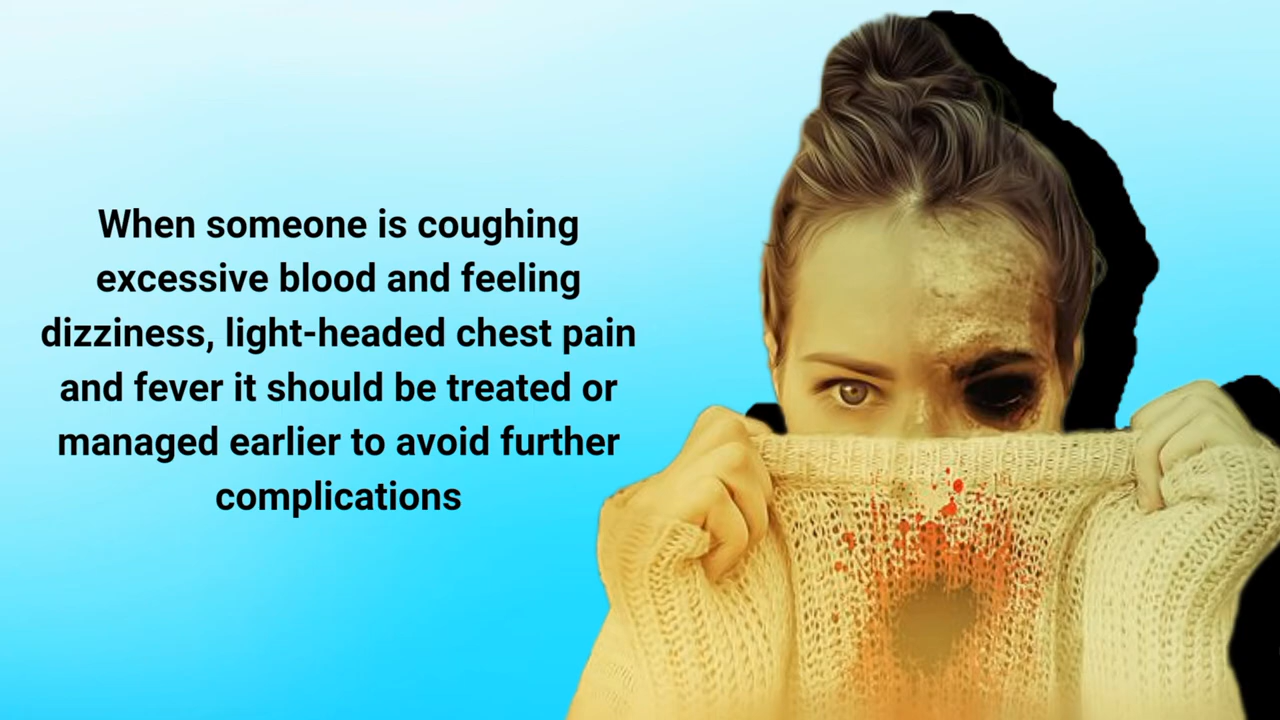 When someone is coughing
excessive blood and feeling
dizziness, light-headed chest pain
and fever it should be treated or
managed earlier to avoid further
complications